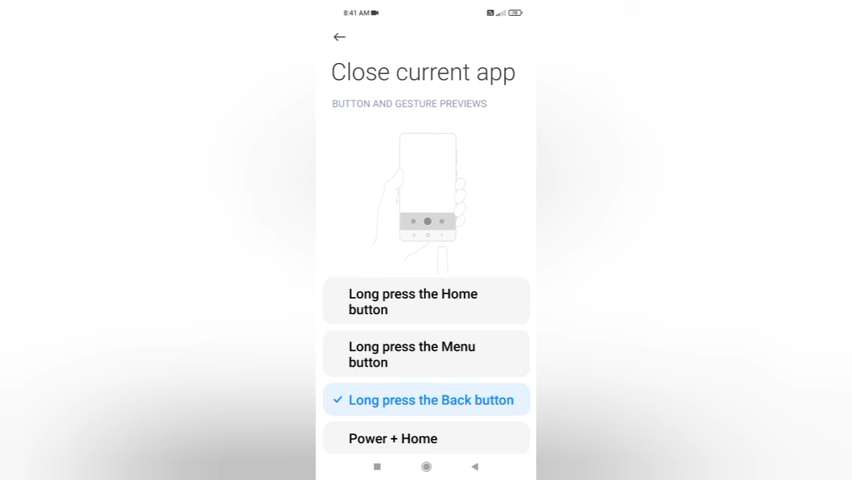 8:41 AM
Close current app
BUTTON AND GESTURE PREVIEWS
Long press the Home
button
Long press the Menu
button
Long press the Back button
Power + Home